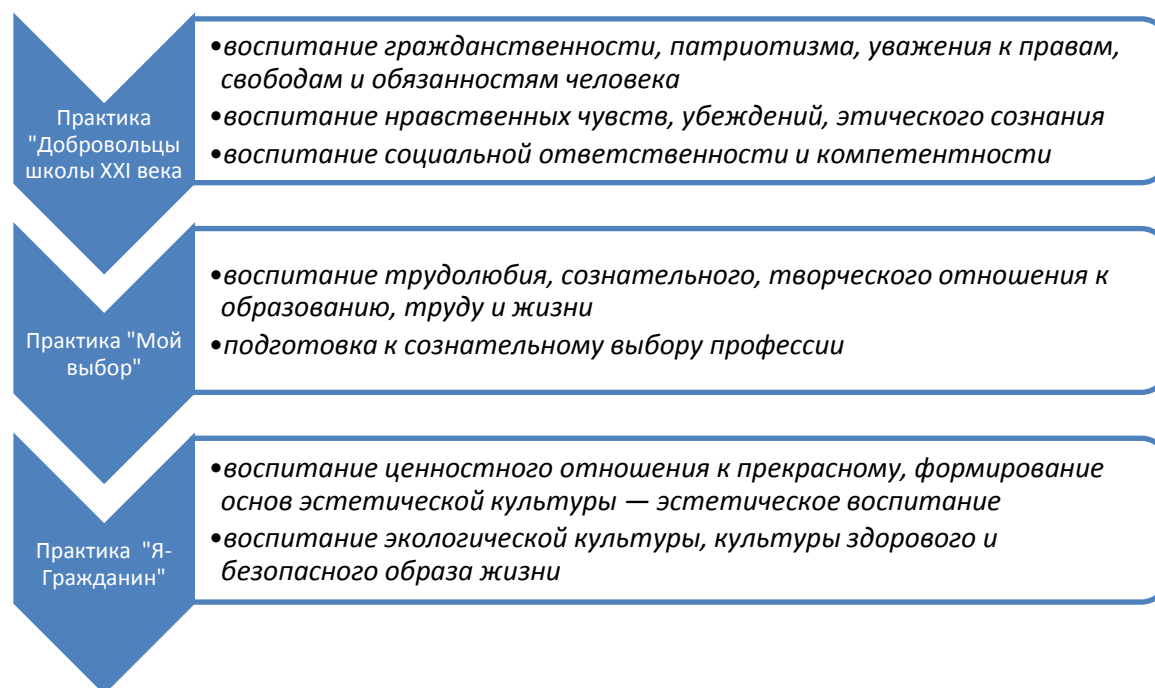 Практика
"Добровольцы
школы XXI века
•воспитание гражданственности, патриотизма, уважения к правам,
свободам и обязанностям человека
•воспитание нравственных чувств, убеждений, этического сознания
•воспитание социальной ответственности и компетентности
Практика "Мой
выбор"
•воспитание трудолюбия, сознательного, творческого отношения к
образованию, труду и жизни
•подготовка к сознательному выбору профессии
Практика "Я-
Гражданин"
•воспитание ценностного отношения к прекрасному, формирование
основ эстетической культуры — эстетическое воспитание
•воспитание экологической культуры, культуры здорового и
безопасного образа жизни